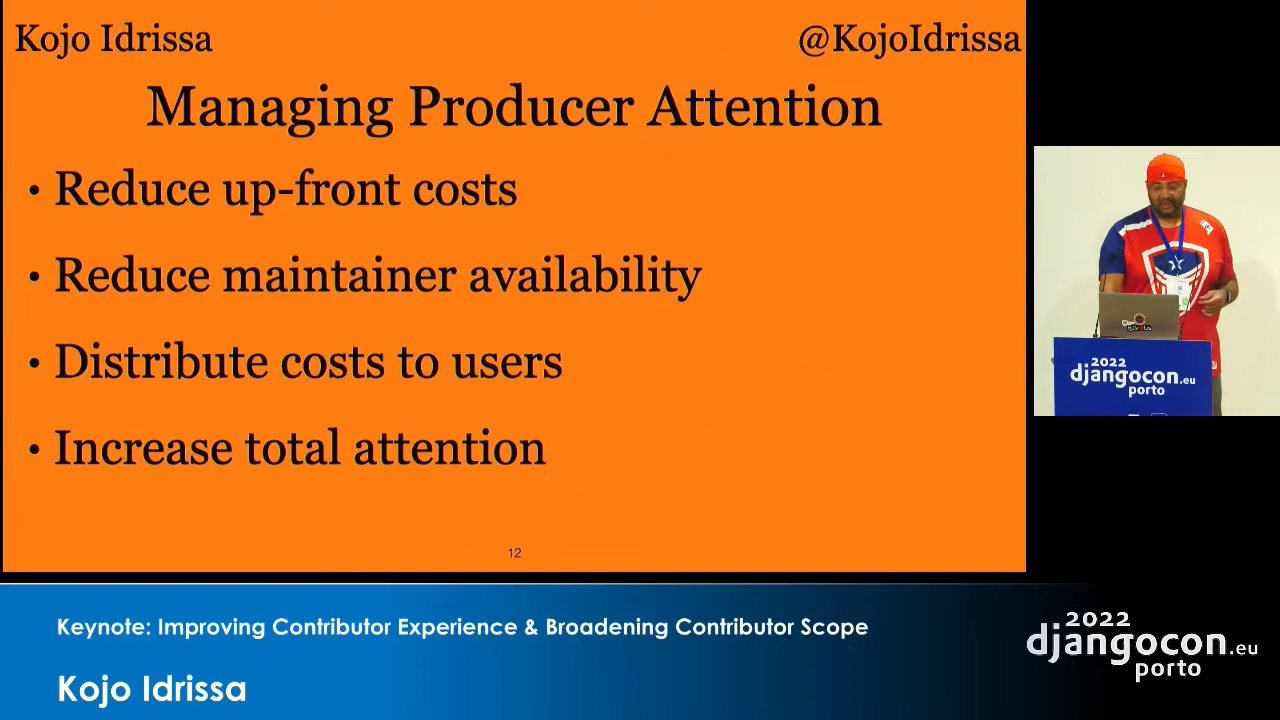 Kojo Idrissa
@KojoIdrissa
Managing Producer Attention
• Reduce up-front costs
• Reduce maintainer availability
• Distribute costs to users
• Increase total attention
12
2022
djangocon.eu
porto
Keynote: Improving Contributor Experience & Broadening Contributor Scope
Kojo Idrissa
2022
djangocon.eu
porto